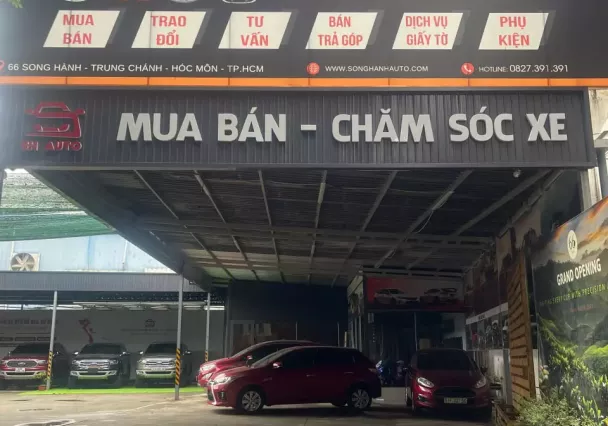 MUA BÁN
TRAO ĐỔI
TƯ VẤN
BÁN TRẢ GÓP
DỊCH VỤ GIẤY TỜ
PHỤ KIỆN
66 SONG HÀNH - TRUNG CHÁNH - HÓC MÔN - TP.HCM
WWW.SONGHANHAUTO.COM
HOTLINE: 0827.391.391
SH AUTO
MUA BÁN - CHĂM SÓC XE
GRAND OPENING